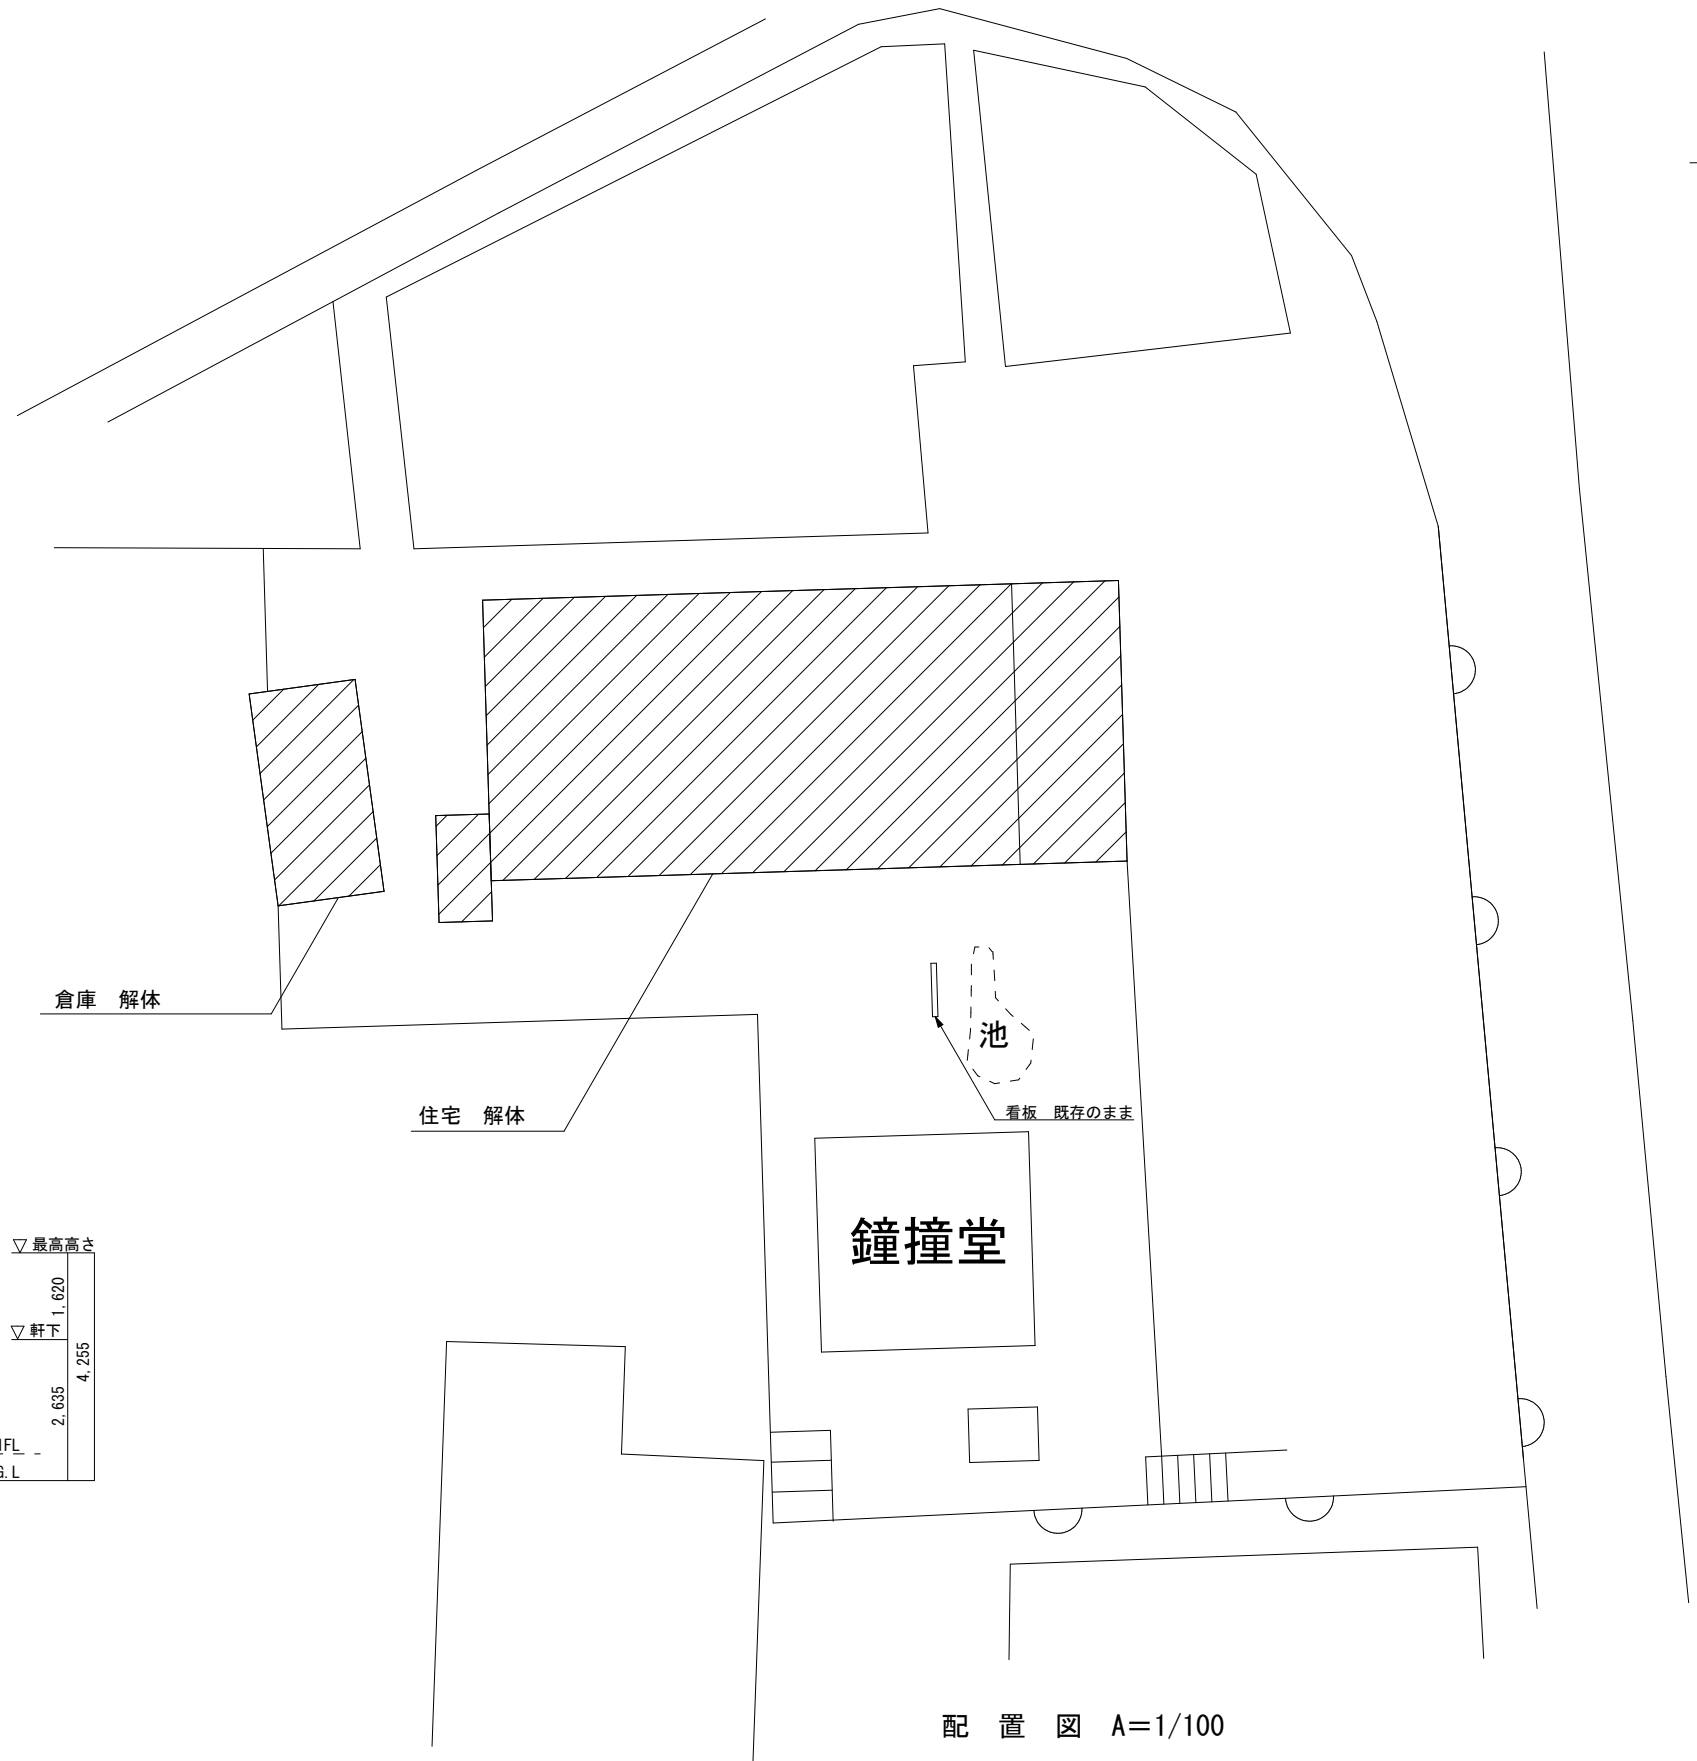 倉庫　解体
池
看板　既存のまま
住宅　解体
鐘撞堂
▽最高高さ
1,620
▽軒下
4,255
2,635
配　置　図　A=1/100